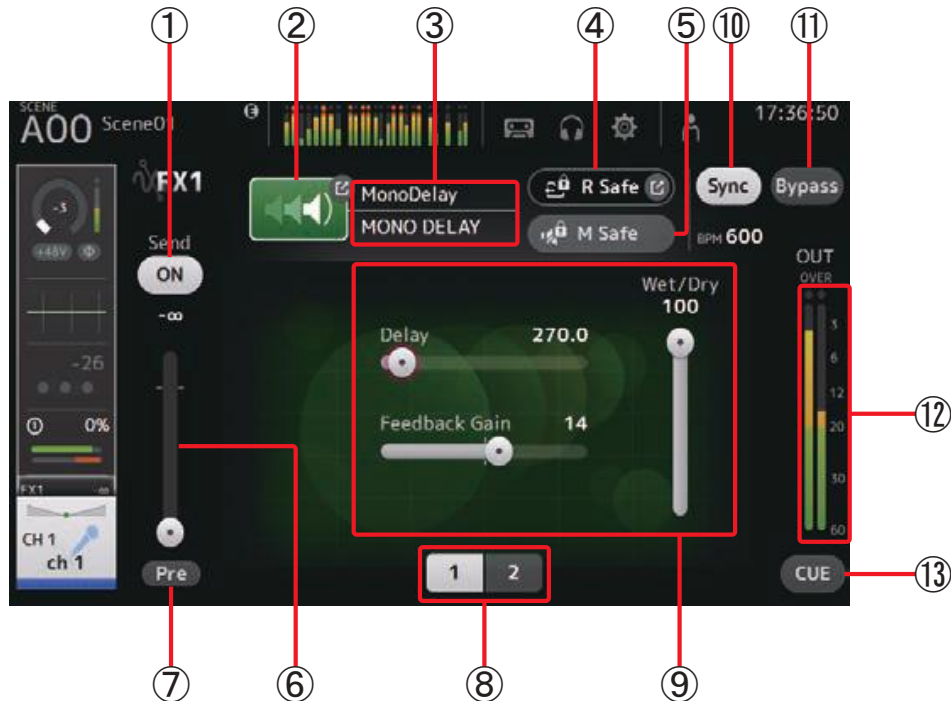 ① ② ③ ④ ⑤ ⑩ ⑪
SCENE
A00 Scene01
E
17:36:50
-3
+48V Φ
-26
0%
FX1 -∞
CH 1
ch 1
FX1
Send
ON
-∞
Pre
MonoDelay
MONO DELAY
R Safe
M Safe
Sync
Bypass
BPM 600
Delay 270.0
Feedback Gain 14
Wet/Dry
100
1 2
OUT
OVER
3
6
12
20
30
60
CUE
⑫
⑬
⑦ ⑥ ⑧ ⑨